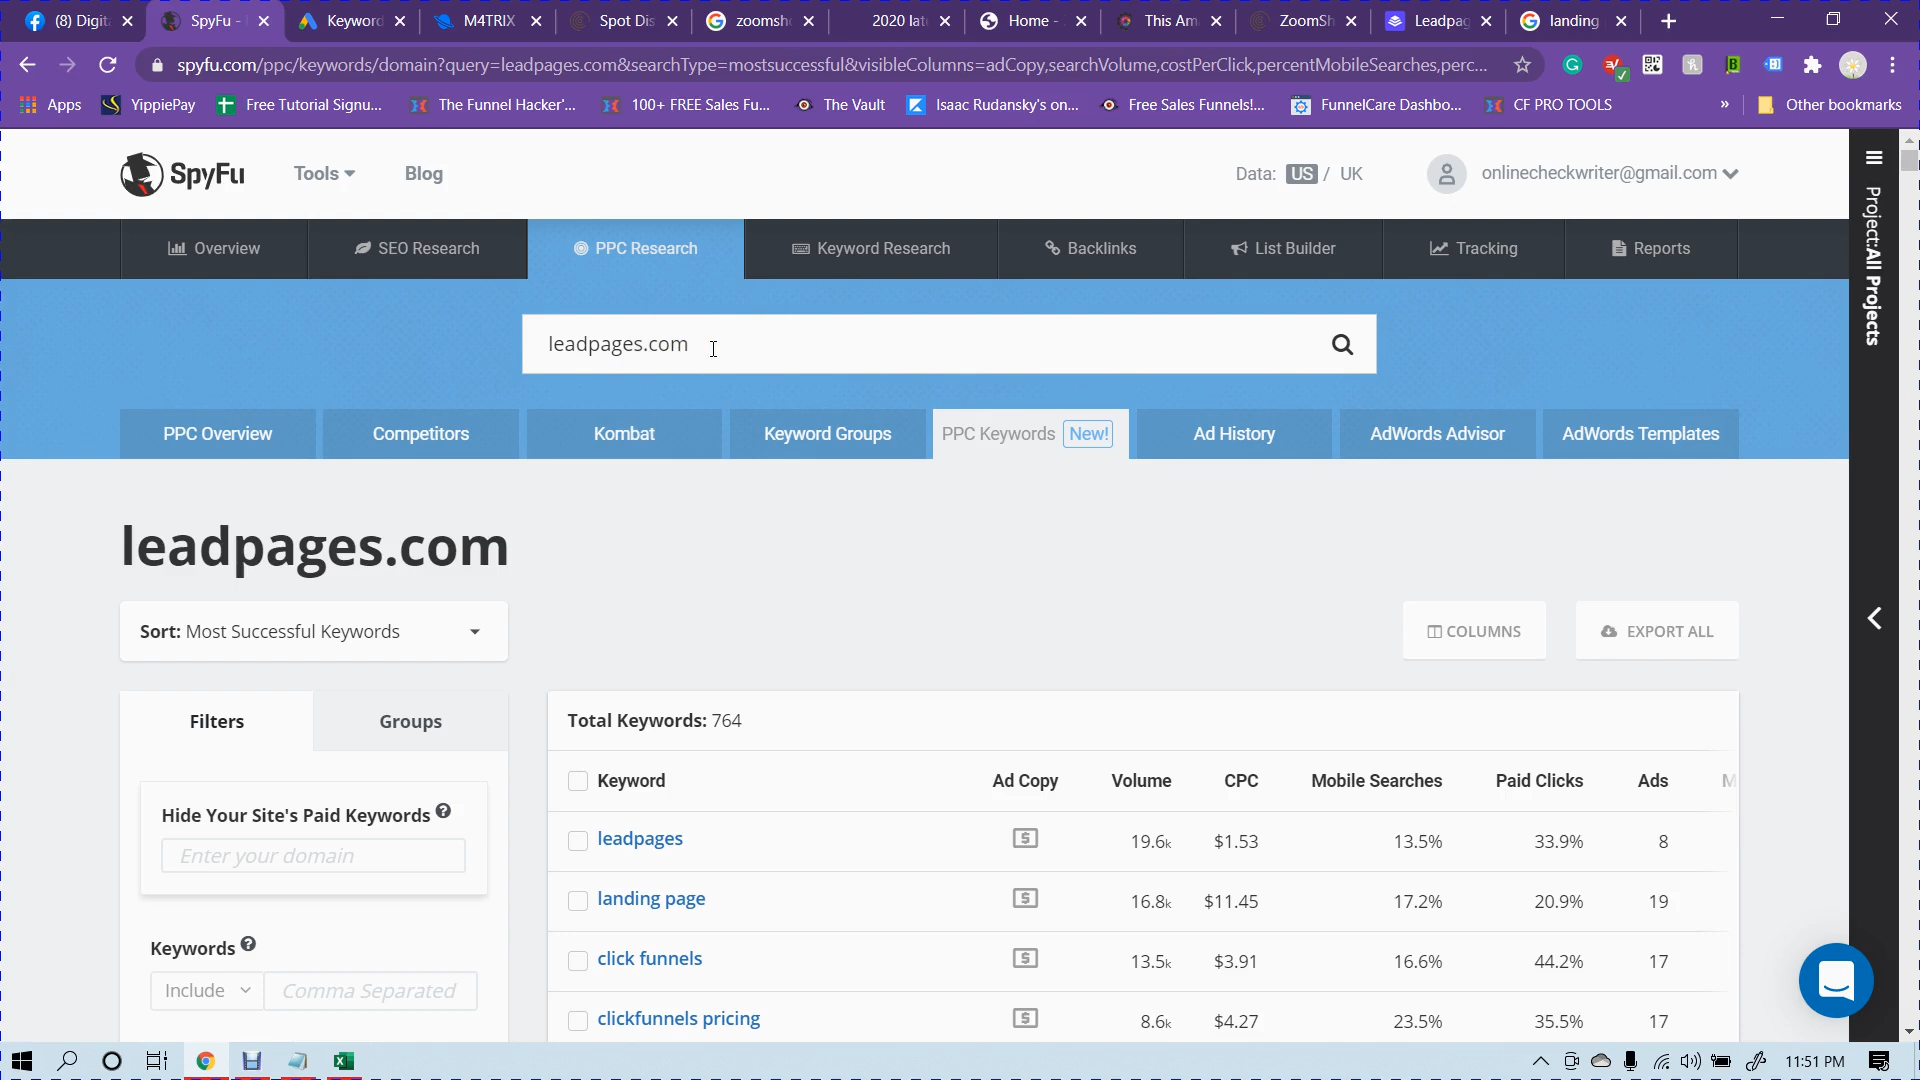 (8) Digit
SpyFu -
Keyword
M4TRIX
Spot Dis
zoomsh
2020 lat
Home -
This Am
ZoomSh
Leadpag
landing
spyfu.com/ppc/keywords/domain?query=leadpages.com&searchType=mostsuccessful&visibleColumns=adCopy,searchVolume,costPerClick,percentMobileSearches,perc...
Apps
YippiePay
Free Tutorial Signu...
The Funnel Hacker'...
100+ FREE Sales Fu...
The Vault
Isaac Rudansky's on...
Free Sales Funnels!...
FunnelCare Dashbo...
CF PRO TOOLS
»
Other bookmarks
SpyFu
Tools
Blog
Data: US / UK
onlinecheckwriter@gmail.com
Project:All Projects
Overview
SEO Research
PPC Research
Keyword Research
Backlinks
List Builder
Tracking
Reports
leadpages.com
PPC Overview
Competitors
Kombat
Keyword Groups
PPC Keywords New!
Ad History
AdWords Advisor
AdWords Templates
leadpages.com
Sort: Most Successful Keywords
COLUMNS
EXPORT ALL
Filters
Groups
Hide Your Site's Paid Keywords ?
Enter your domain
Keywords ?
Include
Comma Separated
Total Keywords: 764
Keyword Ad Copy Volume CPC Mobile Searches Paid Clicks Ads M
leadpages $ 19.6k $1.53 13.5% 33.9% 8
landing page $ 16.8k $11.45 17.2% 20.9% 19
click funnels $ 13.5k $3.91 16.6% 44.2% 17
clickfunnels pricing $ 8.6k $4.27 23.5% 35.5% 17
11:51 PM